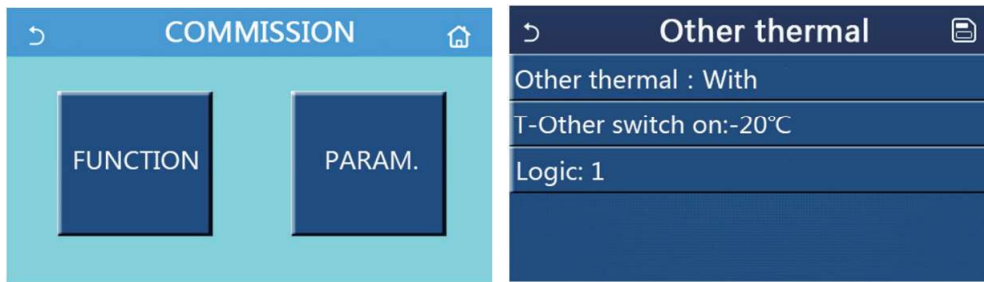 COMMISSION
FUNCTION
PARAM.
Other thermal
Other thermal : With
T-Other switch on:-20℃
Logic: 1